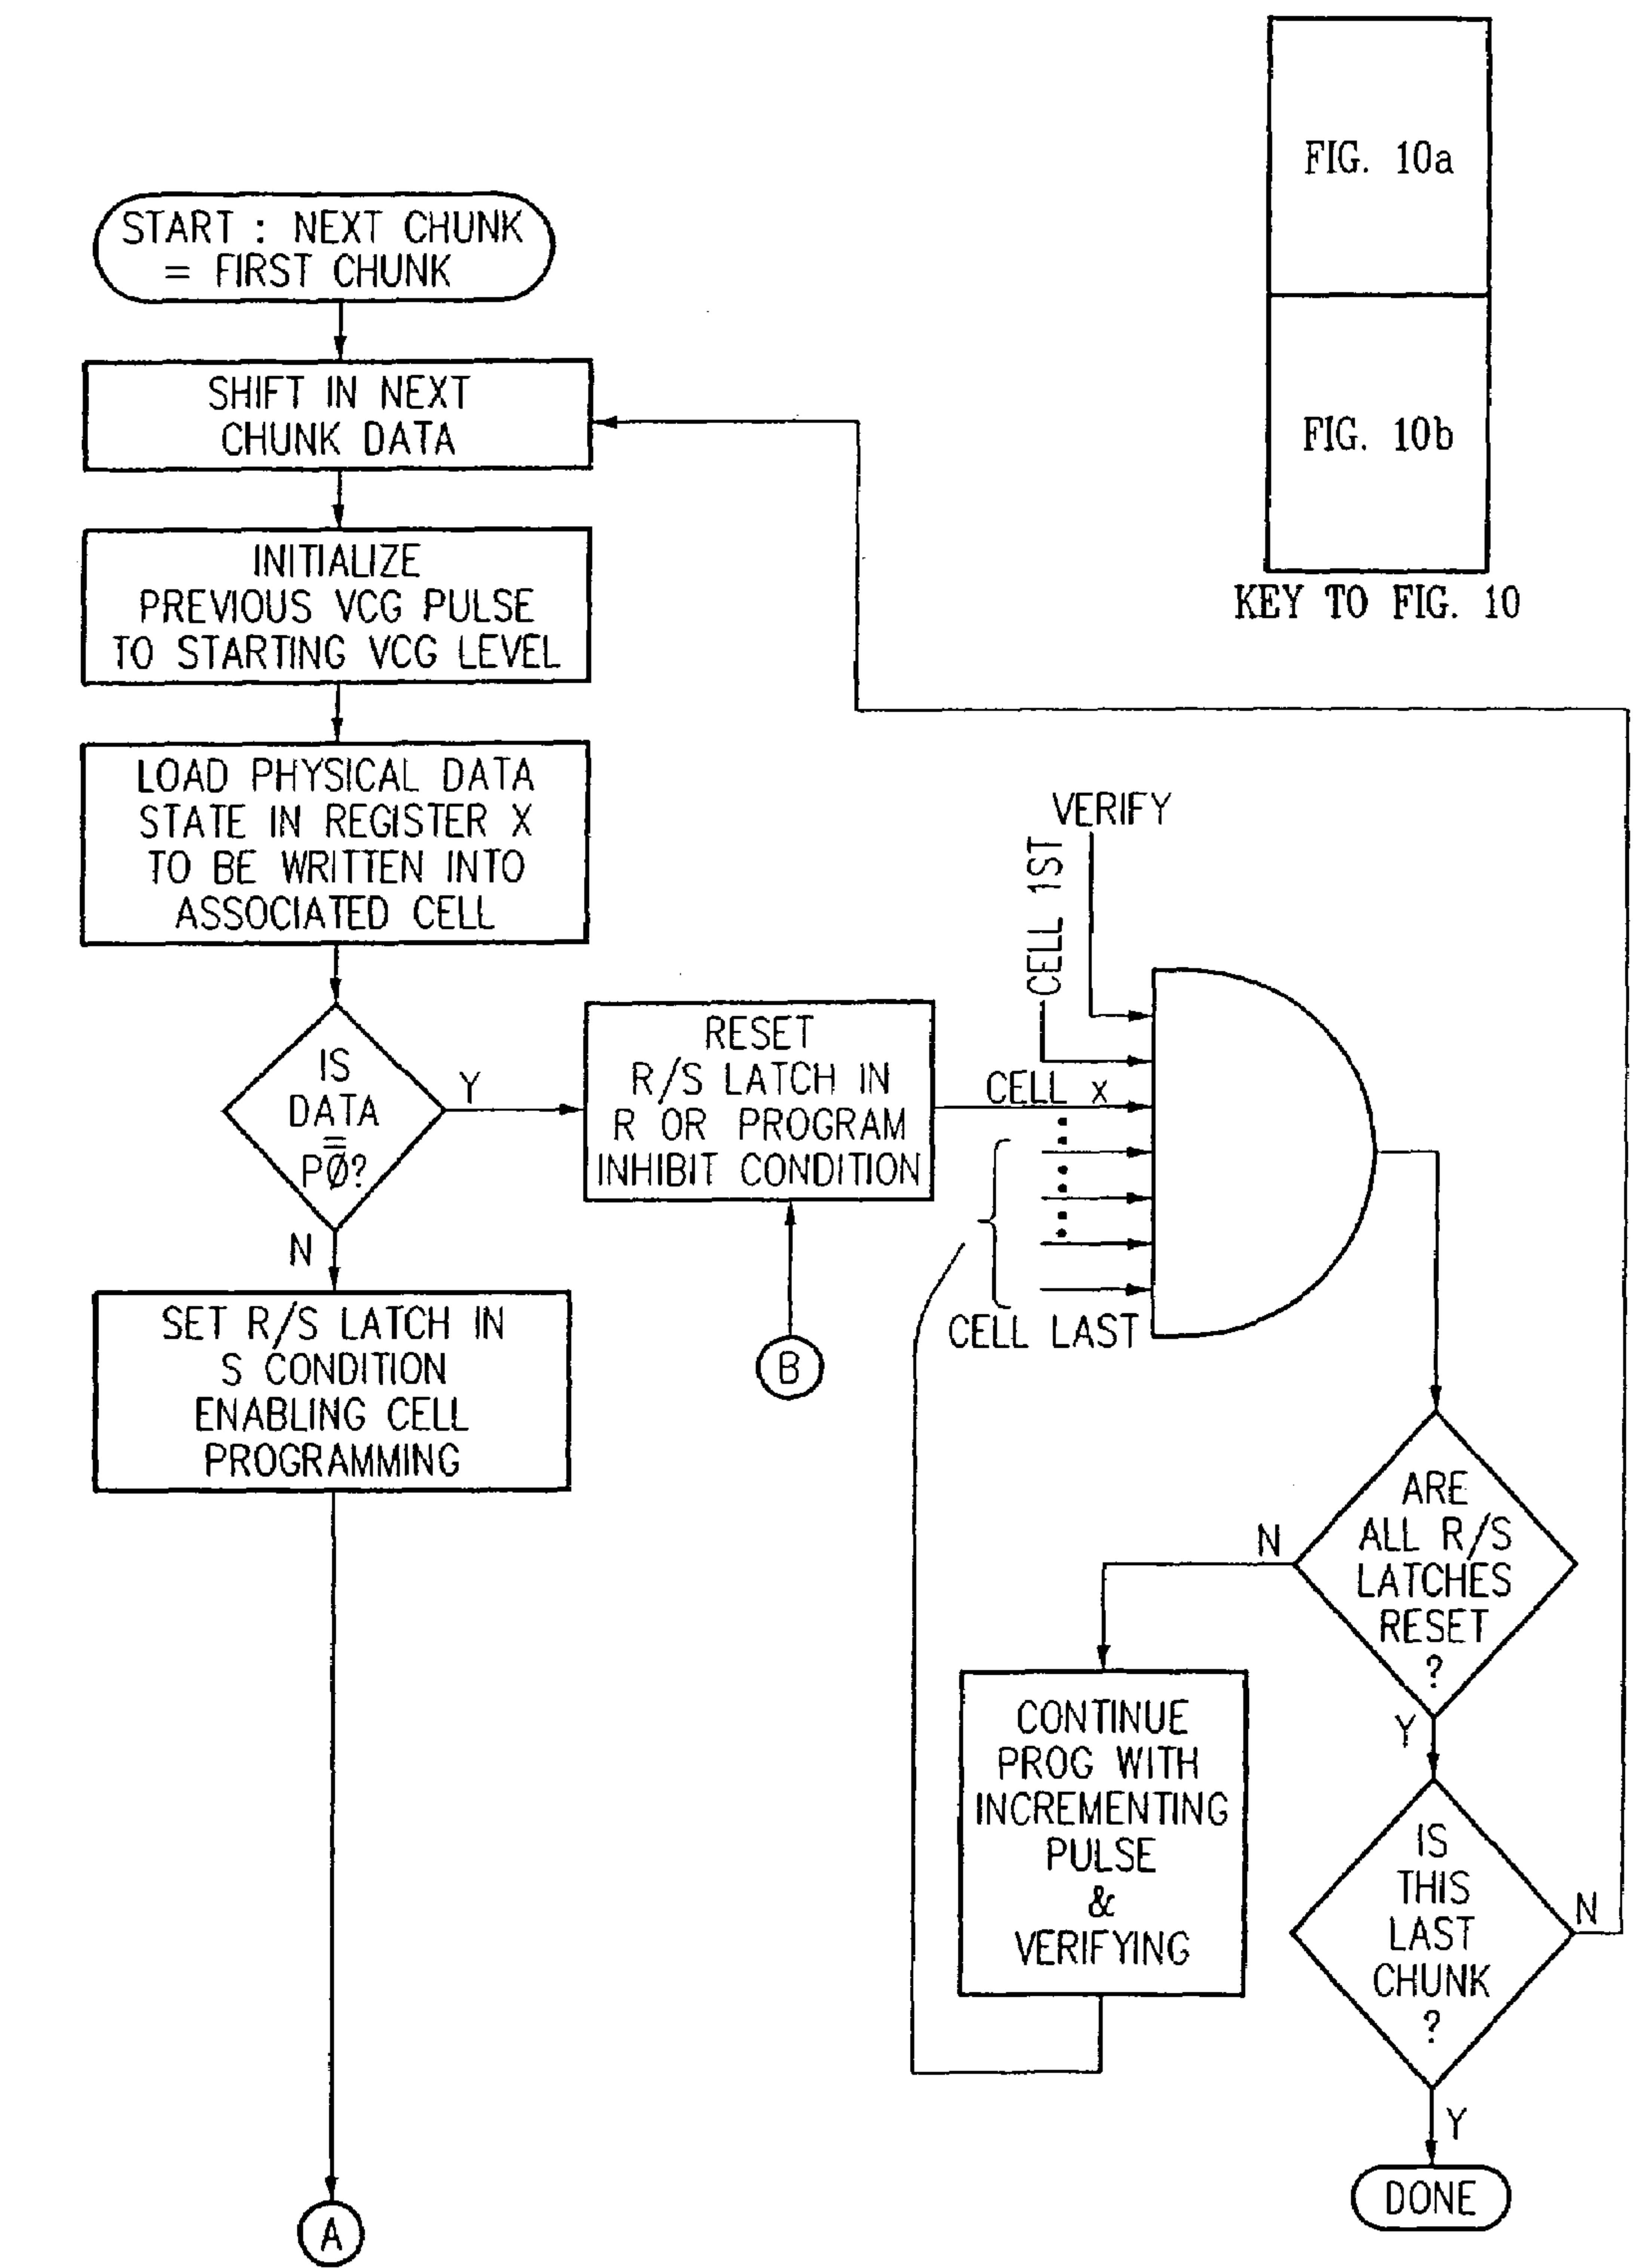 FIG. 10a
FIG. 10b
KEY TO FIG. 10
START : NEXT CHUNK
= FIRST CHUNK
SHIFT IN NEXT
CHUNK DATA
INITIALIZE
PREVIOUS VCG PULSE
TO STARTING VCG LEVEL
LOAD PHYSICAL DATA
STATE IN REGISTER X
TO BE WRITTEN INTO
ASSOCIATED CELL
IS
DATA
=
PØ?
Y
N
RESET
R/S LATCH IN
R OR PROGRAM
INHIBIT CONDITION
B
SET R/S LATCH IN
S CONDITION
ENABLING CELL
PROGRAMMING
A
VERIFY
CELL 1ST
CELL x
CELL LAST
ARE
ALL R/S
LATCHES
RESET
?
N
Y
CONTINUE
PROG WITH
INCREMENTING
PULSE
&
VERIFYING
IS
THIS
LAST
CHUNK
?
N
Y
DONE